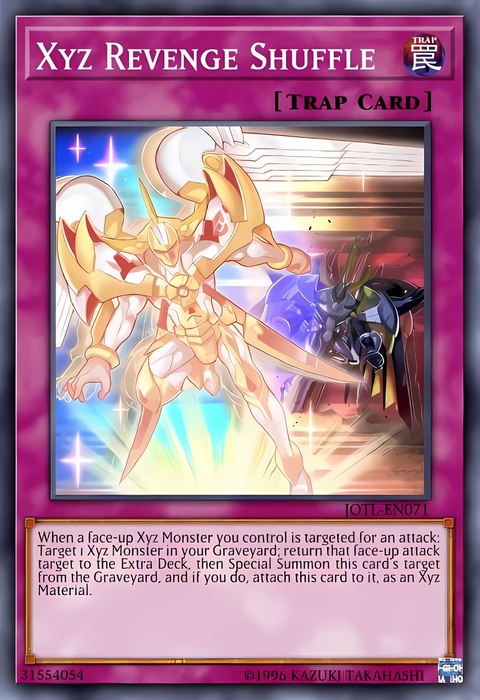 XYZ REVENGE SHUFFLE
TRAP
罠
[TRAP CARD]
JOTL-EN071
When a face-up Xyz Monster you control is targeted for an attack:
Target 1 Xyz Monster in your Graveyard; return that face-up attack
target to the Extra Deck, then Special Summon this card's target
from the Graveyard, and if you do, attach this card to it, as an Xyz
Material.
31554054
©1996 KAZUKI TAKAHASHI